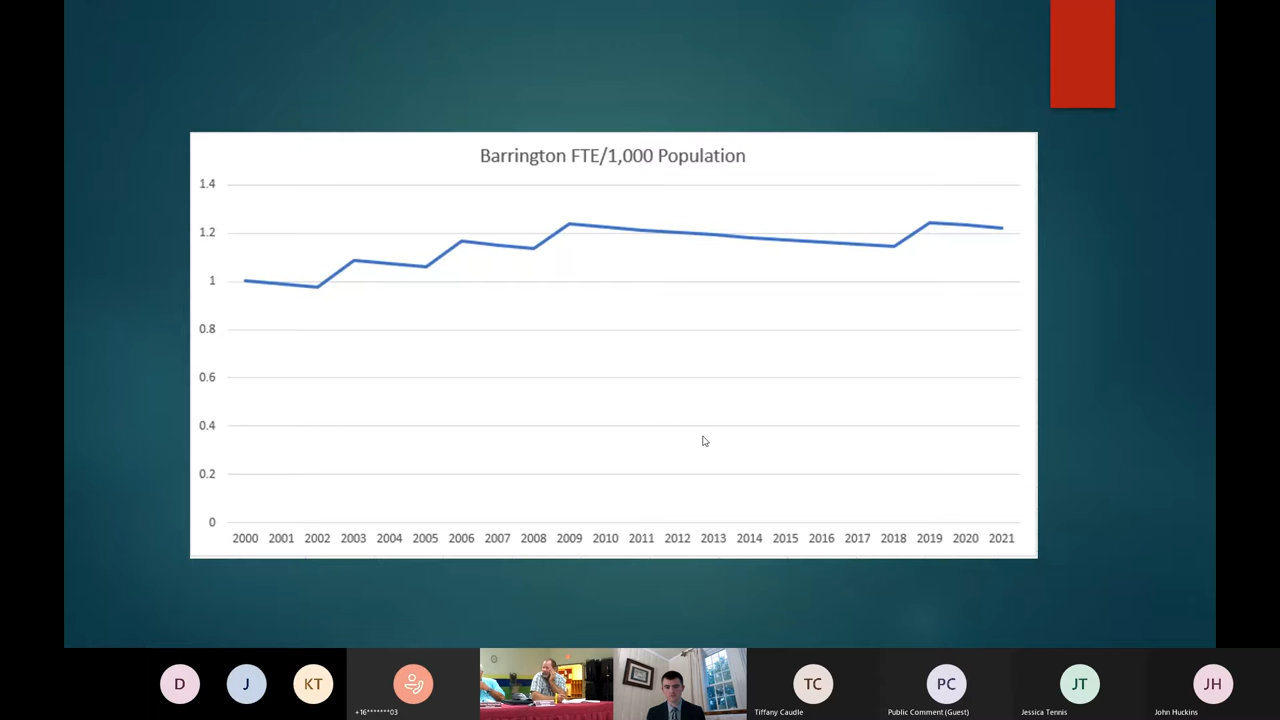 Barrington FTE/1,000 Population
1.4
1.2
1
0.8
0.6
0.4
0.2
0
2000 2001 2002 2003 2004 2005 2006 2007 2008 2009 2010 2011 2012 2013 2014 2015 2016 2017 2018 2019 2020 2021
D J KT TC PC JT JH
+16*******03 Tiffany Caudle Public Comment (Guest) Jessica Tennis John Huckins